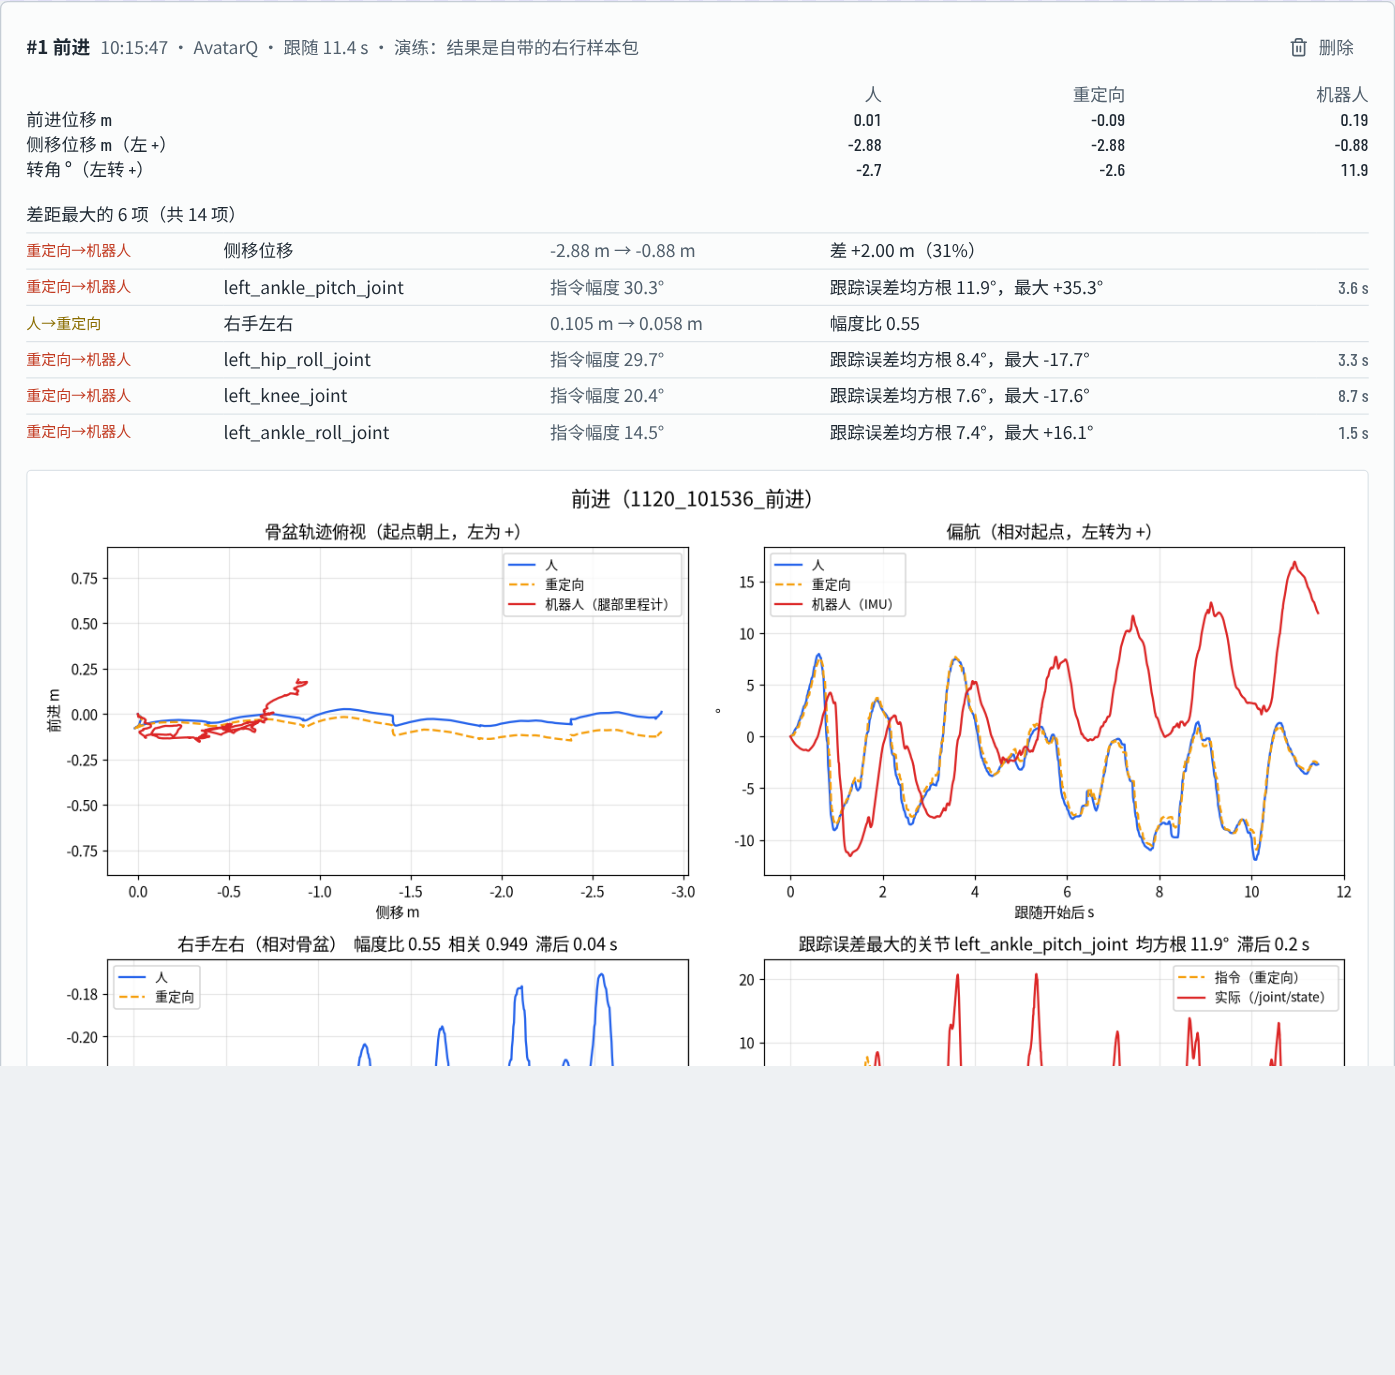 #1 前进 10:15:47 • AvatarQ • 跟随 11.4 s • 演练：结果是自带的右行样本包 删除
人 重定向 机器人
前进位移 m 0.01 -0.09 0.19
侧移位移 m（左 +） -2.88 -2.88 -0.88
转角 °（左转 +） -2.7 -2.6 11.9
差距最大的 6 项（共 14 项）
重定向→机器人 侧移位移 -2.88 m → -0.88 m 差 +2.00 m（31%）
重定向→机器人 left_ankle_pitch_joint 指令幅度 30.3° 跟踪误差均方根 11.9°，最大 +35.3° 3.6 s
人→重定向 右手左右 0.105 m → 0.058 m 幅度比 0.55
重定向→机器人 left_hip_roll_joint 指令幅度 29.7° 跟踪误差均方根 8.4°，最大 -17.7° 3.3 s
重定向→机器人 left_knee_joint 指令幅度 20.4° 跟踪误差均方根 7.6°，最大 -17.6° 8.7 s
重定向→机器人 left_ankle_roll_joint 指令幅度 14.5° 跟踪误差均方根 7.4°，最大 +16.1° 1.5 s
前进（1120_101536_前进）
骨盆轨迹俯视（起点朝上，左为 +）
人
重定向
机器人（腿部里程计）
0.75
0.50
0.25
0.00
-0.25
-0.50
-0.75
前进 m
0.0 -0.5 -1.0 -1.5 -2.0 -2.5 -3.0
侧移 m
偏航（相对起点，左转为 +）
人
重定向
机器人（IMU）
15
10
5
0
-5
-10
°
0 2 4 6 8 10 12
跟随开始后 s
右手左右（相对骨盆） 幅度比 0.55 相关 0.949 滞后 0.04 s
人
重定向
-0.18
-0.20
跟踪误差最大的关节 left_ankle_pitch_joint 均方根 11.9° 滞后 0.2 s
指令（重定向）
实际（/joint/state）
20
10